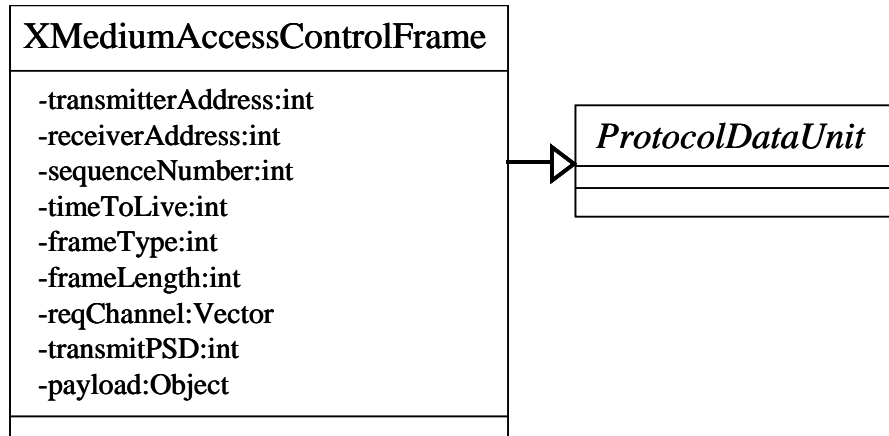 XMediumAccessControlFrame
-transmitterAddress:int
-receiverAddress:int
-sequenceNumber:int
-timeToLive:int
-frameType:int
-frameLength:int
-reqChannel:Vector
-transmitPSD:int
-payload:Object
ProtocolDataUnit